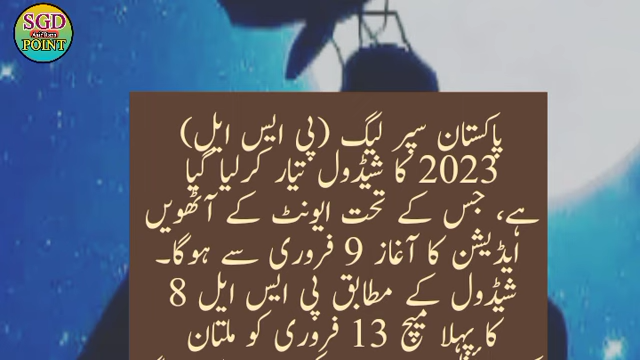 SGD
Author
POINT
پاکستان سپر لیگ (پی ایس ایل)
2023 کا شیڈول تیار کرلیا گیا
ہے، جس کے تحت ایونٹ کے آٹھویں
ایڈیشن کا آغاز 9 فروری سے ہوگا۔
شیڈول کے مطابق پی ایس ایل 8
کا پہلا میچ 13 فروری کو ملتان